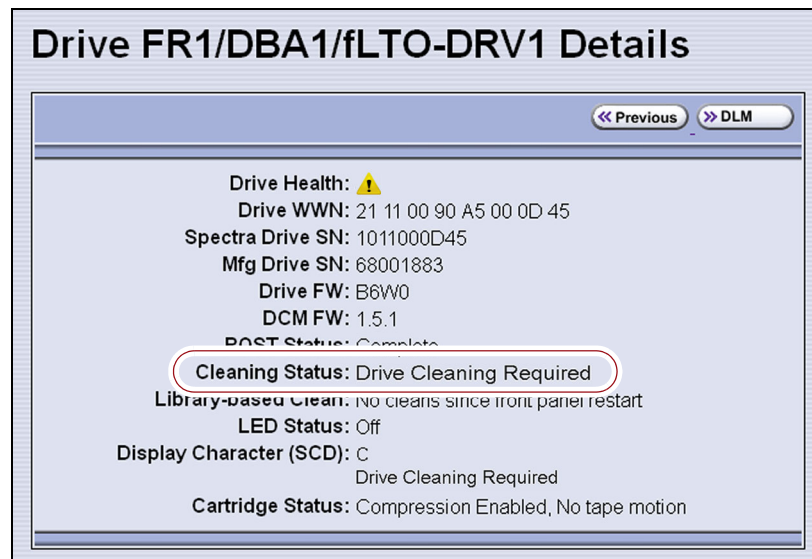 Drive FR1/DBA1/fLTO-DRV1 Details
Previous DLM
Drive Health:
Drive WWN: 21 11 00 90 A5 00 0D 45
Spectra Drive SN: 1011000D45
Mfg Drive SN: 68001883
Drive FW: B6W0
DCM FW: 1.5.1
POST Status: Complete
Cleaning Status: Drive Cleaning Required
Library-based Clean: No cleans since front panel restart
LED Status: Off
Display Character (SCD): C
Drive Cleaning Required
Cartridge Status: Compression Enabled, No tape motion